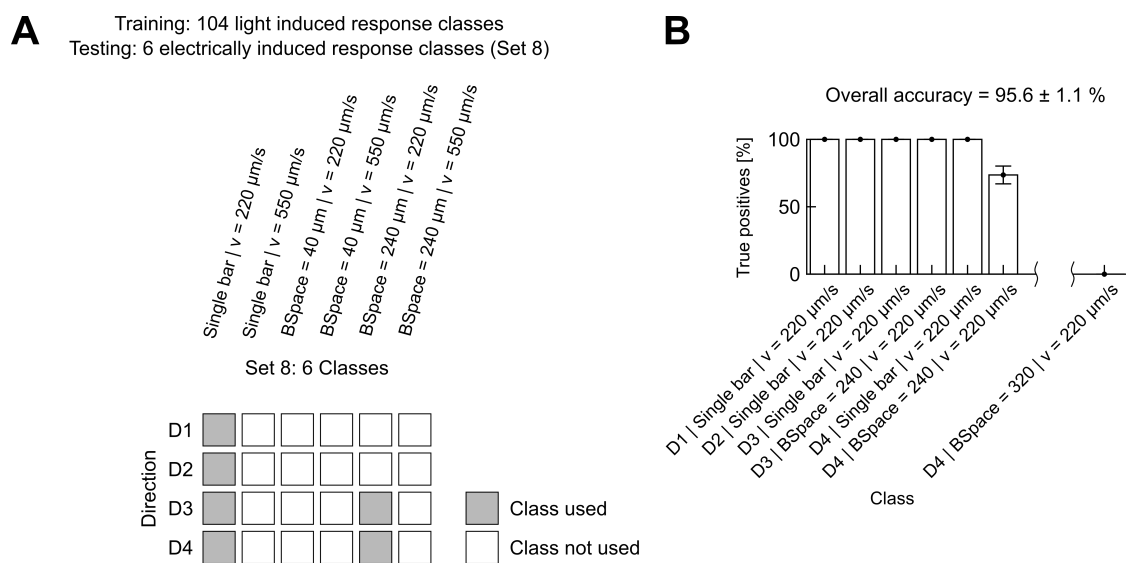 A
Training: 104 light induced response classes
Testing: 6 electrically induced response classes (Set 8)
Single bar | v = 220 µm/s
Single bar | v = 550 µm/s
BSpace = 40 µm | v = 220 µm/s
BSpace = 40 µm | v = 550 µm/s
BSpace = 240 µm | v = 220 µm/s
BSpace = 240 µm | v = 550 µm/s
Set 8: 6 Classes
Direction
D1
D2
D3
D4
Class used
Class not used
B
Overall accuracy = 95.6 ± 1.1 %
True positives [%]
100
50
0
D1 | Single bar | v = 220 µm/s
D2 | Single bar | v = 220 µm/s
D3 | Single bar | v = 220 µm/s
D3 | BSpace = 240 | v = 220 µm/s
D4 | Single bar | v = 220 µm/s
D4 | BSpace = 240 | v = 220 µm/s
D4 | BSpace = 320 | v = 220 µm/s
Class